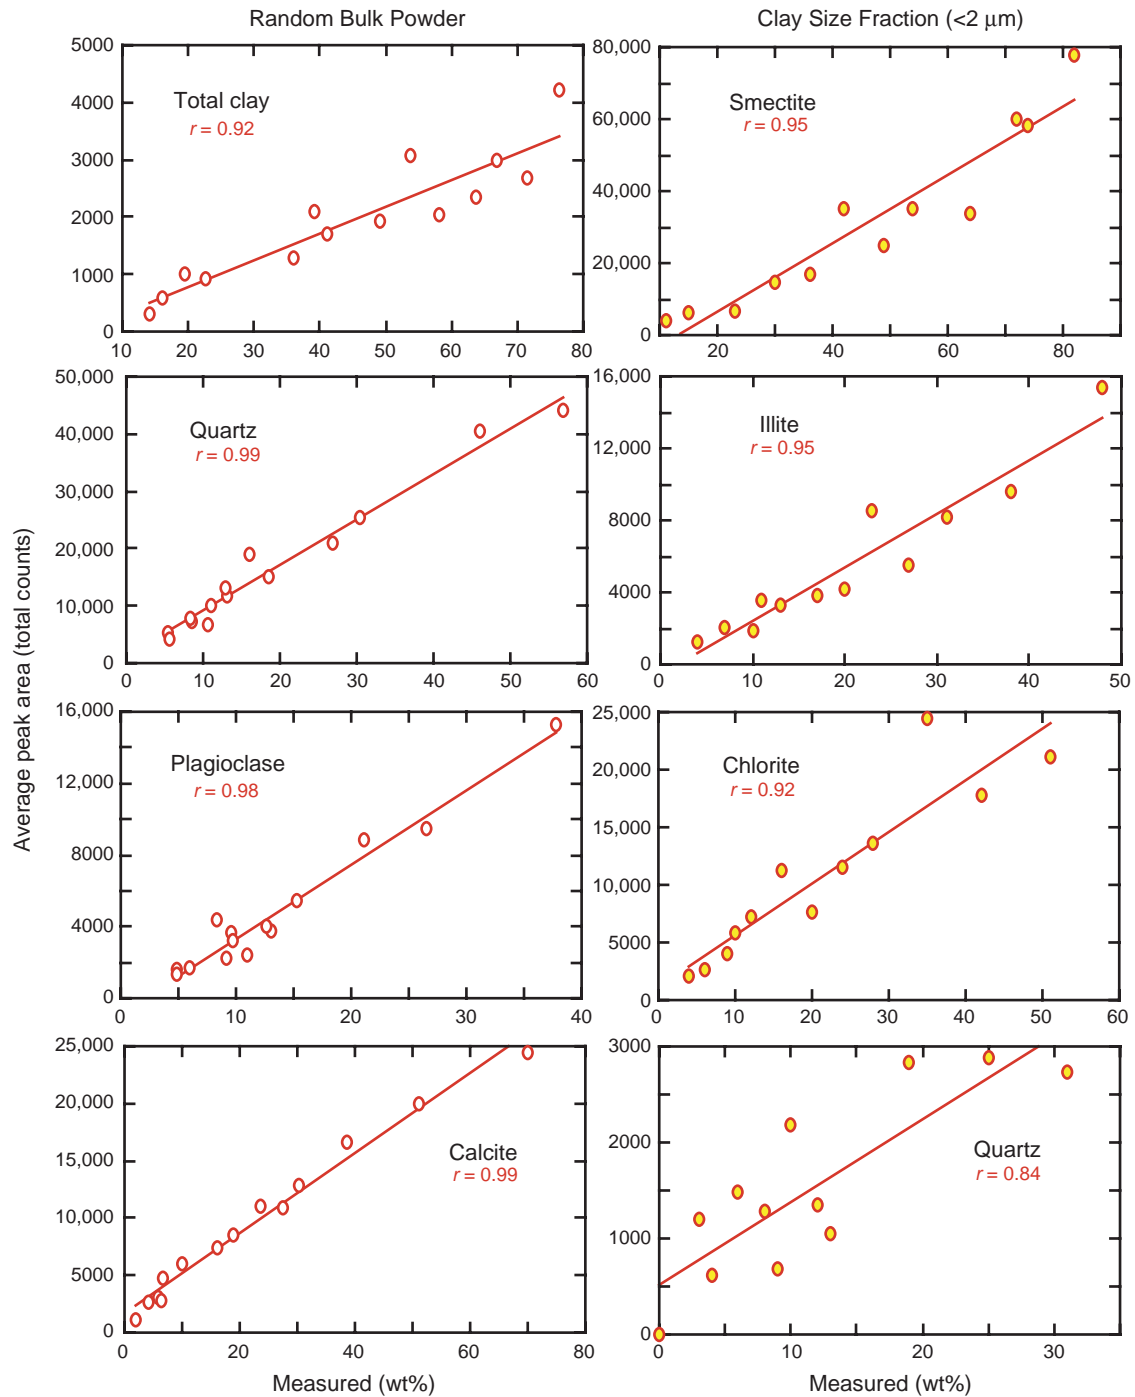 Random Bulk Powder
Clay Size Fraction (<2 µm)
Average peak area (total counts)
5000
4000
3000
2000
1000
0
10 20 30 40 50 60 70 80
Total clay
r = 0.92
80,000
60,000
40,000
20,000
0
20 40 60 80
Smectite
r = 0.95
50,000
40,000
30,000
20,000
10,000
0
0 10 20 30 40 50 60
Quartz
r = 0.99
16,000
12,000
8000
4000
0
0 10 20 30 40 50
Illite
r = 0.95
16,000
12,000
8000
4000
0
0 10 20 30 40
Plagioclase
r = 0.98
25,000
20,000
15,000
10,000
5000
0
0 10 20 30 40 50 60
Chlorite
r = 0.92
25,000
20,000
15,000
10,000
5000
0
0 20 40 60 80
Calcite
r = 0.99
Measured (wt%)
3000
2000
1000
0
0 10 20 30
Quartz
r = 0.84
Measured (wt%)